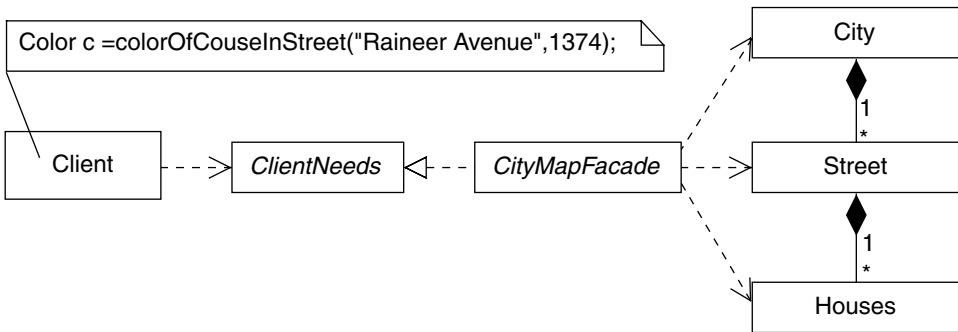 Color c =colorOfCouseInStreet("Raineer Avenue",1374);
City
1
*
Client
ClientNeeds
CityMapFacade
Street
1
*
Houses